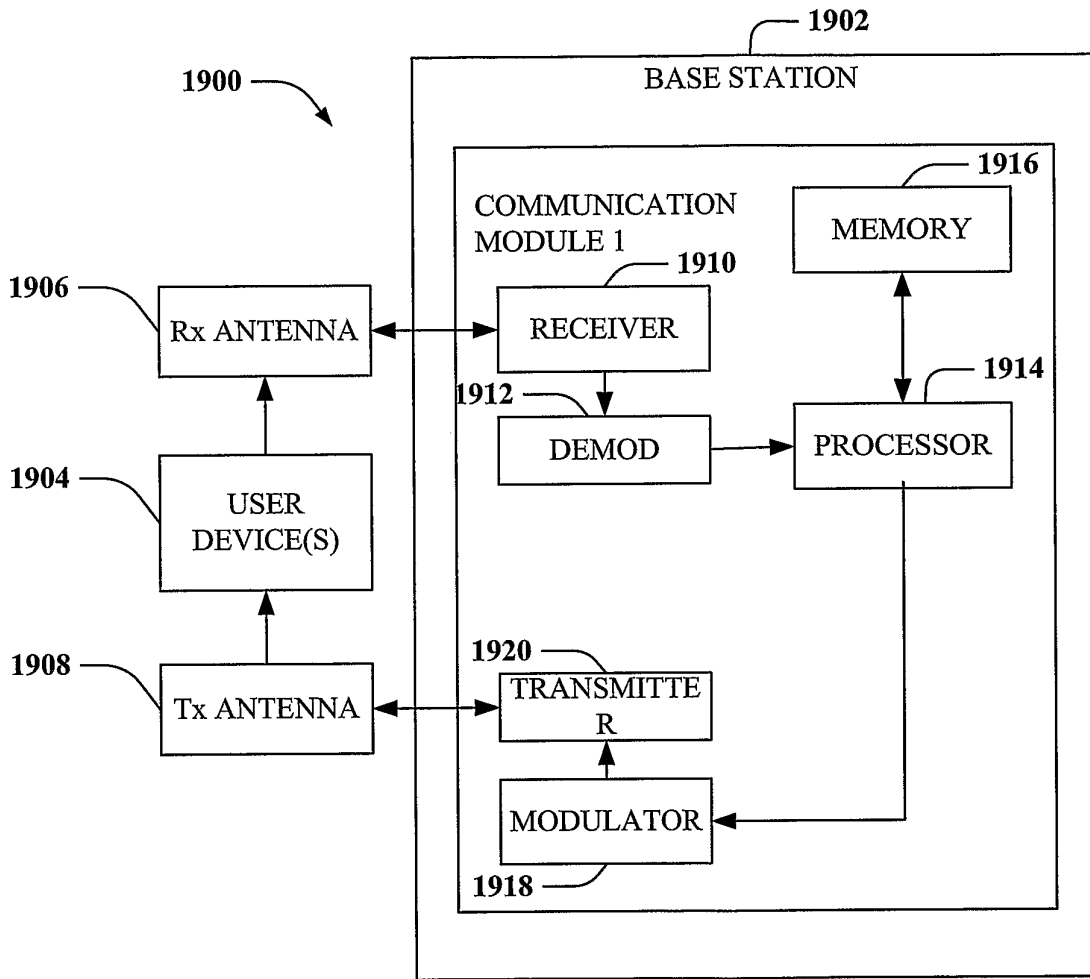 1902
1900
BASE STATION
1916
COMMUNICATION
MODULE 1
MEMORY
1910
1906
Rx ANTENNA
RECEIVER
1914
1912
DEMOD
PROCESSOR
1904
USER
DEVICE(S)
1908
1920
Tx ANTENNA
TRANSMITTE
R
MODULATOR
1918